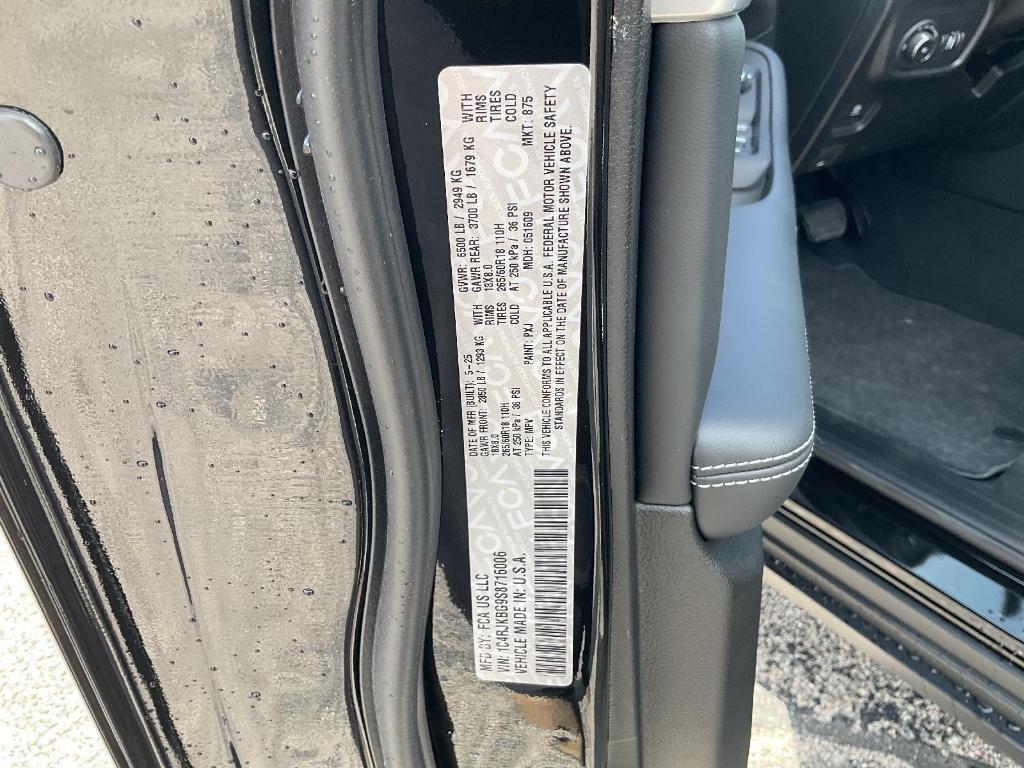 MFD BY: FCA US LLC
VIN: 1C4RJKBG9S8716006
VEHICLE MADE IN: U.S.A.
DATE OF MFR (BUILT): 5-25 GVWR: 6500 LB / 2949 KG WITH
GAWR FRONT: 2850 LB / 1293 KG WITH GAWR REAR: 3700 LB / 1679 KG RIMS
18X8.0 RIMS 18X8.0 TIRES
265/60R18 110H TIRES 265/60R18 110H COLD
AT 250 kPa / 36 PSI COLD AT 250 kPa / 36 PSI
TYPE: MPV PAINT: PXJ MDH: 051609 MKT: 875
THIS VEHICLE CONFORMS TO ALL APPLICABLE U.S.A. FEDERAL MOTOR VEHICLE SAFETY
STANDARDS IN EFFECT ON THE DATE OF MANUFACTURE SHOWN ABOVE.